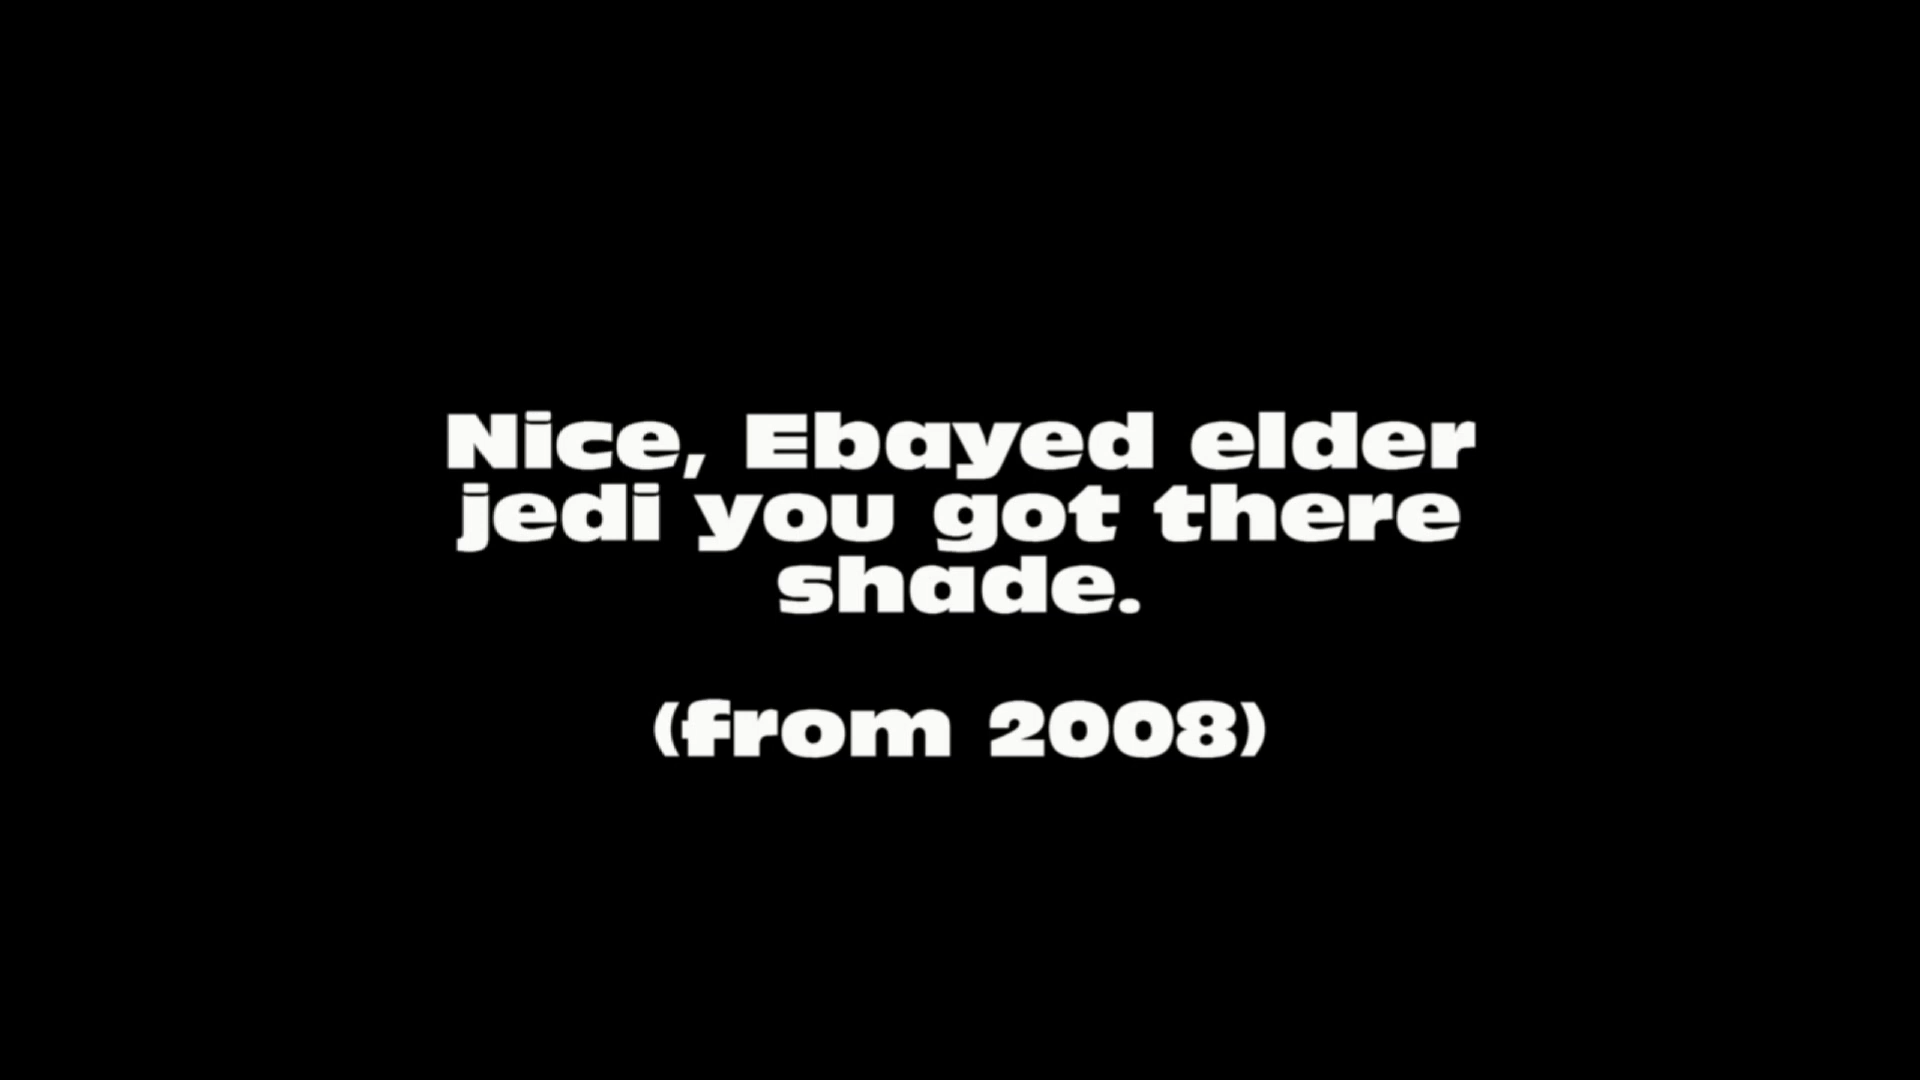 Nice, Ebayed elder
jedi you got there
shade.
(from 2008)